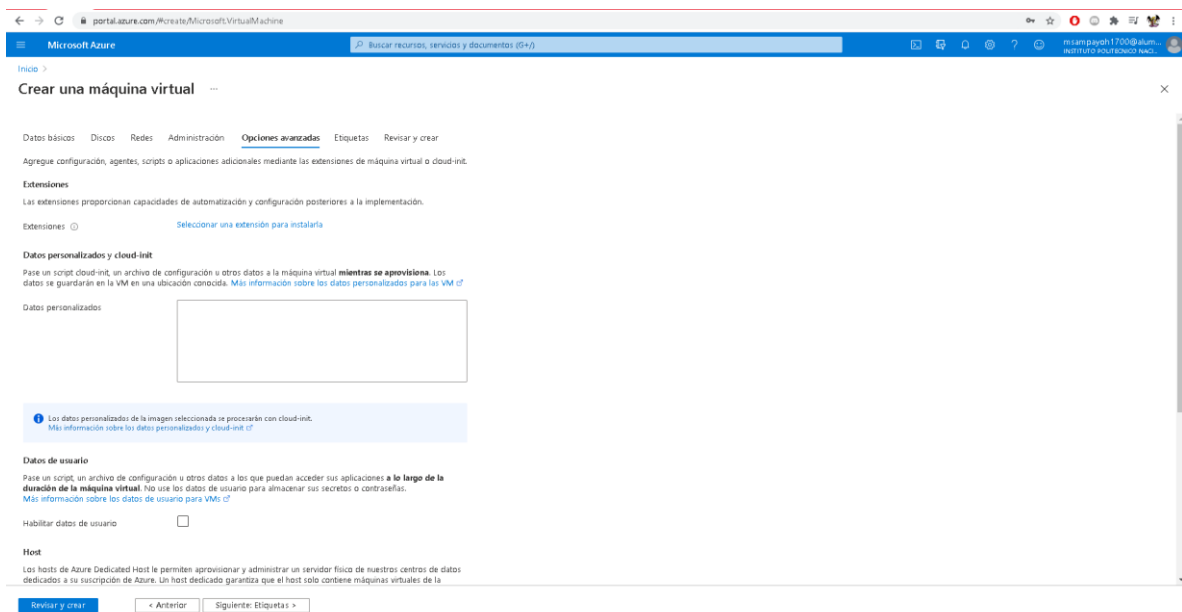 portal.azure.com/#create/Microsoft.VirtualMachine
Microsoft Azure
Buscar recursos, servicios y documentos (G+/)
msampayoh1700@alum...
INSTITUTO POLITECNICO NACI...
Inicio >
Crear una máquina virtual ...
Datos básicos Discos Redes Administración Opciones avanzadas Etiquetas Revisar y crear
Agregue configuración, agentes, scripts o aplicaciones adicionales mediante las extensiones de máquina virtual o cloud-init.
Extensiones
Las extensiones proporcionan capacidades de automatización y configuración posteriores a la implementación.
Extensiones Seleccionar una extensión para instalarla
Datos personalizados y cloud-init
Pase un script cloud-init, un archivo de configuración u otros datos a la máquina virtual mientras se aprovisiona. Los
datos se guardarán en la VM en una ubicación conocida. Más información sobre los datos personalizados para las VM
Datos personalizados
Los datos personalizados de la imagen seleccionada se procesarán con cloud-init.
Más información sobre los datos personalizados y cloud-init
Datos de usuario
Pase un script, un archivo de configuración u otros datos a los que puedan acceder sus aplicaciones a lo largo de la
duración de la máquina virtual. No use los datos de usuario para almacenar sus secretos o contraseñas.
Más información sobre los datos de usuario para VMs
Habilitar datos de usuario
Host
Los hosts de Azure Dedicated Host le permiten aprovisionar y administrar un servidor físico de nuestros centros de datos
dedicados a su suscripción de Azure. Un host dedicado garantiza que el host solo contiene máquinas virtuales de la
Revisar y crear < Anterior Siguiente: Etiquetas >